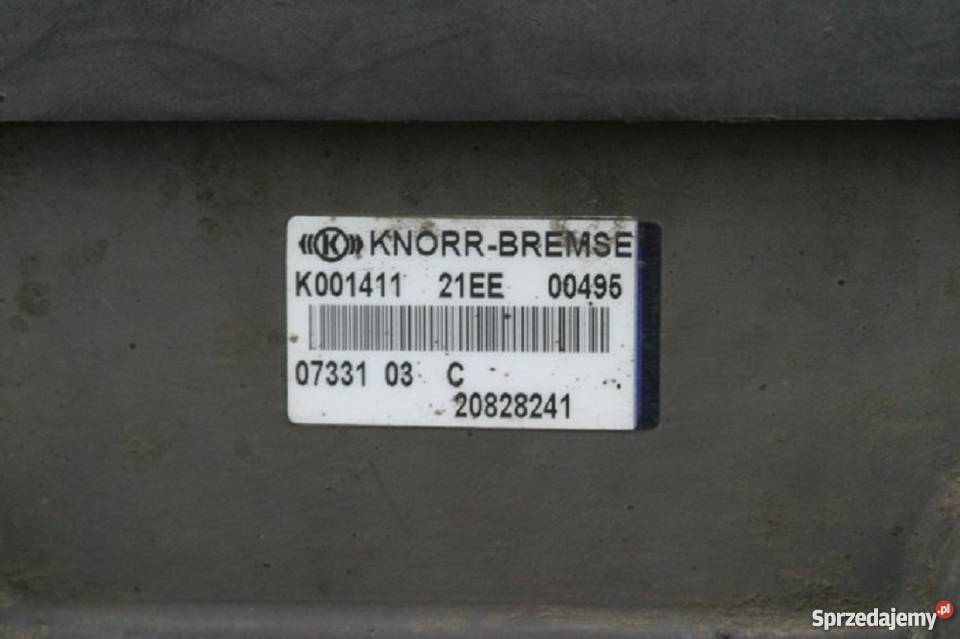 K KNORR-BREMSE
K001411 21EE 00495
07331 03 C
20828241
Sprzedajemy.pl